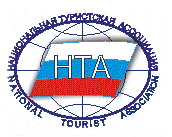 НАЦИОНАЛЬНАЯ ТУРИСТСКАЯ АССОЦИАЦИЯ
НТА
NATIONAL TOURIST ASSOCIATION